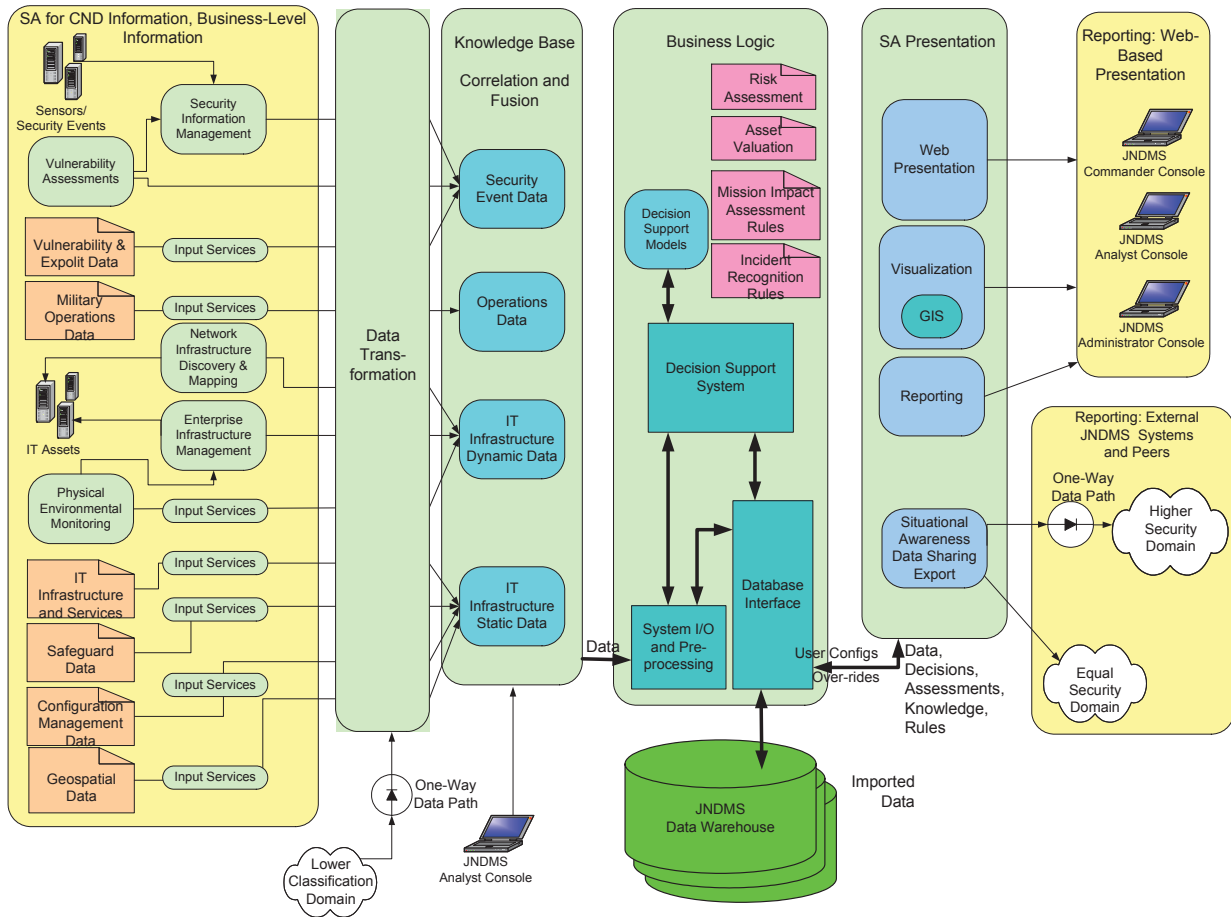 SA for CND Information, Business-Level
Information
Sensors/
Security Events
Security
Information
Management
Vulnerability
Assessments
Vulnerability &
Expolit Data
Input Services
Military
Operations
Data
Input Services
Network
Infrastructure
Discovery &
Mapping
IT Assets
Enterprise
Infrastructure
Management
Physical
Environmental
Monitoring
Input Services
IT
Infrastructure
and Services
Input Services
Safeguard
Data
Input Services
Configuration
Management
Data
Input Services
Geospatial
Data
Input Services
Data
Trans-
formation
One-Way
Data Path
Lower
Classification
Domain
Knowledge Base
Correlation and
Fusion
Security
Event Data
Operations
Data
IT
Infrastructure
Dynamic Data
IT
Infrastructure
Static Data
JNDMS
Analyst Console
Data
Business Logic
Risk
Assessment
Asset
Valuation
Mission Impact
Assessment
Rules
Incident
Recognition
Rules
Decision
Support
Models
Decision Support
System
Database
Interface
System I/O
and Pre-
processing
User Configs
Over-rides
Data,
Decisions,
Assessments,
Knowledge,
Rules
JNDMS
Data Warehouse
Imported
Data
SA Presentation
Web
Presentation
Visualization
GIS
Reporting
Situational
Awareness
Data Sharing
Export
Reporting: Web-
Based
Presentation
JNDMS
Commander Console
JNDMS
Analyst Console
JNDMS
Administrator Console
Reporting: External
JNDMS Systems
and Peers
One-Way
Data Path
Higher
Security
Domain
Equal
Security
Domain